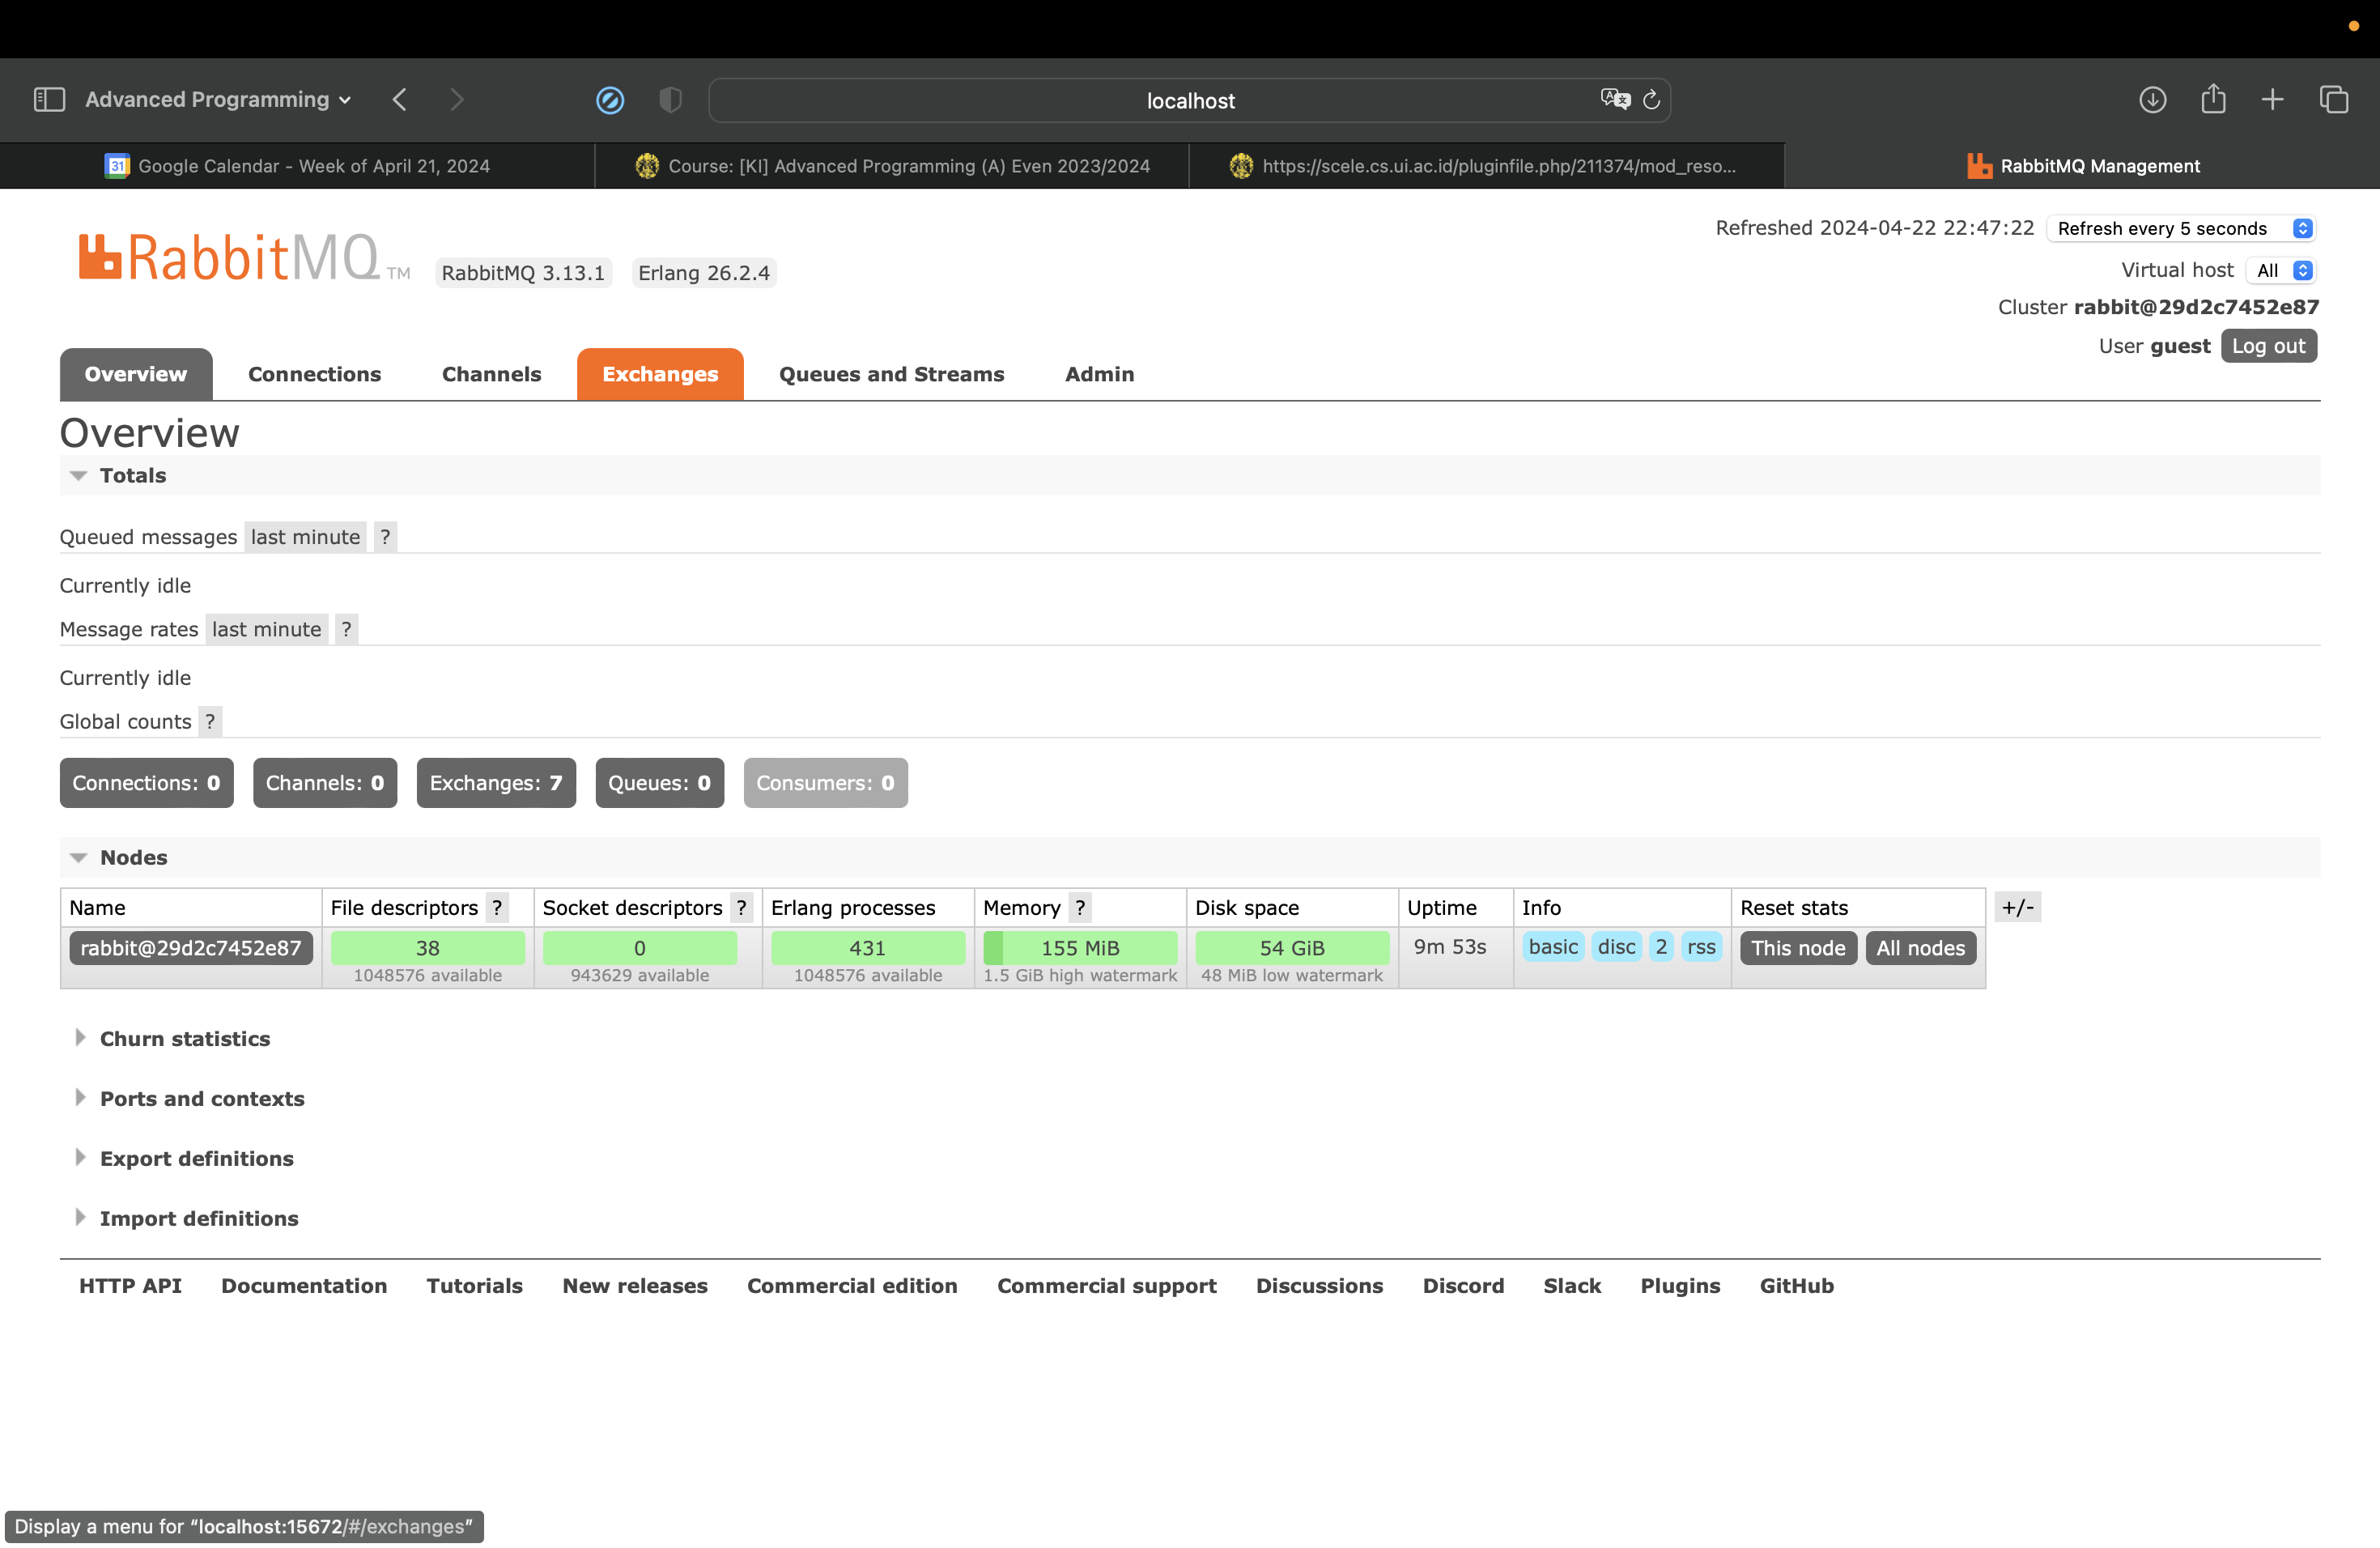 Advanced Programming
localhost
31 Google Calendar - Week of April 21, 2024
Course: [KI] Advanced Programming (A) Even 2023/2024
https://scele.cs.ui.ac.id/pluginfile.php/211374/mod_reso...
RabbitMQ Management
RabbitMQ TM
RabbitMQ 3.13.1 Erlang 26.2.4
Refreshed 2024-04-22 22:47:22 Refresh every 5 seconds
Virtual host All
Cluster rabbit@29d2c7452e87
User guest Log out
Overview Connections Channels Exchanges Queues and Streams Admin
Overview
Totals
Queued messages last minute ?
Currently idle
Message rates last minute ?
Currently idle
Global counts ?
Connections: 0 Channels: 0 Exchanges: 7 Queues: 0 Consumers: 0
Nodes
Name File descriptors ? Socket descriptors ? Erlang processes Memory ? Disk space Uptime Info Reset stats +/-
rabbit@29d2c7452e87 38 0 431 155 MiB 54 GiB 9m 53s basic disc 2 rss This node All nodes
1048576 available 943629 available 1048576 available 1.5 GiB high watermark 48 MiB low watermark
Churn statistics
Ports and contexts
Export definitions
Import definitions
HTTP API Documentation Tutorials New releases Commercial edition Commercial support Discussions Discord Slack Plugins GitHub
Display a menu for “localhost:15672/#/exchanges”